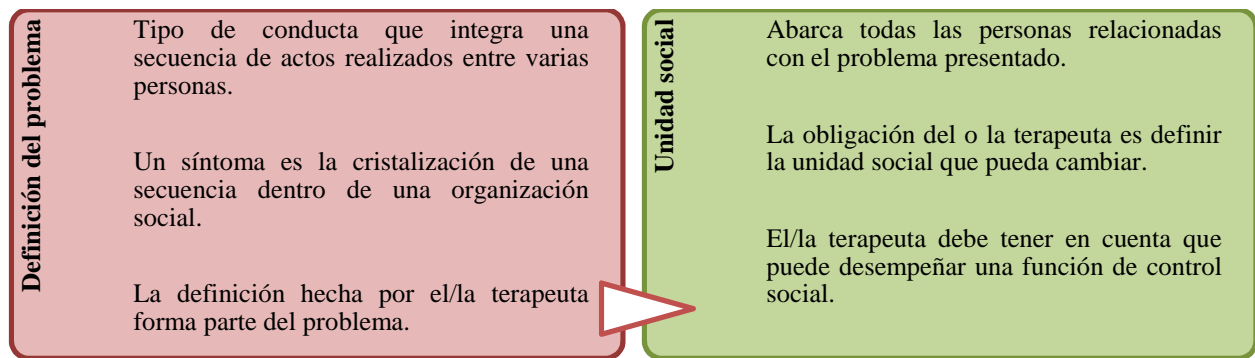 Definición del problema
Tipo de conducta que integra una
secuencia de actos realizados entre varias
personas.
Un síntoma es la cristalización de una
secuencia dentro de una organización
social.
La definición hecha por el/la terapeuta
forma parte del problema.
Unidad social
Abarca todas las personas relacionadas
con el problema presentado.
La obligación del o la terapeuta es definir
la unidad social que pueda cambiar.
El/la terapeuta debe tener en cuenta que
puede desempeñar una función de control
social.